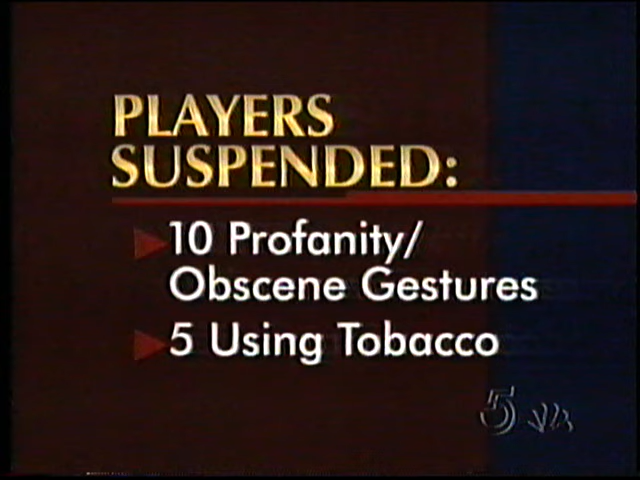 PLAYERS
SUSPENDED:
10 Profanity/
Obscene Gestures
5 Using Tobacco
5